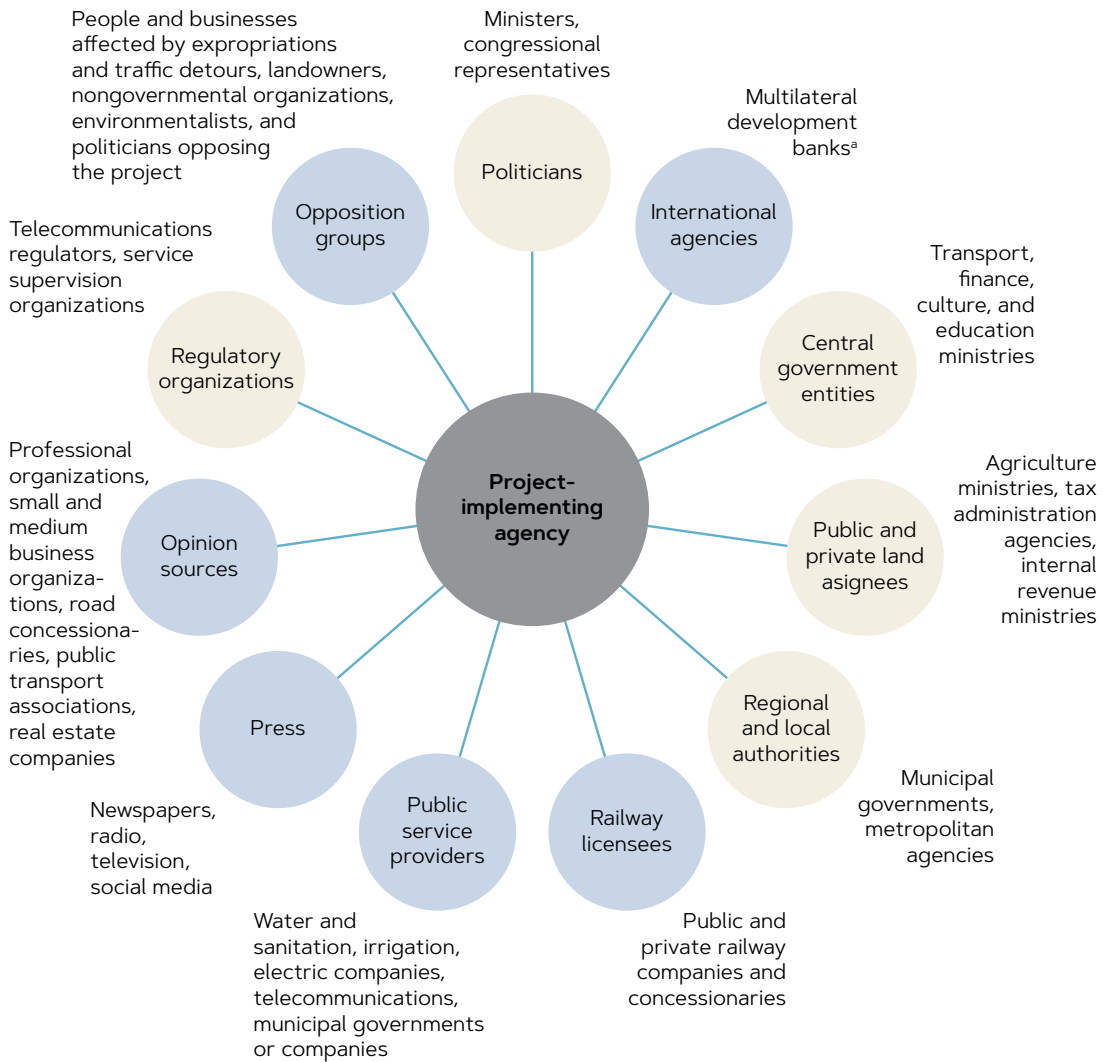 People and businesses
affected by expropriations
and traffic detours, landowners,
nongovernmental organizations,
environmentalists, and
politicians opposing
the project
Opposition
groups
Ministers,
congressional
representatives
Politicians
Multilateral
development
banksᵃ
International
agencies
Transport,
finance,
culture, and
education
ministries
Central
government
entities
Agriculture
ministries, tax
administration
agencies,
internal
revenue
ministries
Public and
private land
asignees
Regional
and local
authorities
Municipal
governments,
metropolitan
agencies
Railway
licensees
Public and
private railway
companies and
concessionaries
Public
service
providers
Water and
sanitation, irrigation,
electric companies,
telecommunications,
municipal governments
or companies
Press
Newspapers,
radio,
television,
social media
Opinion
sources
Professional
organizations,
small and
medium
business
organiza-
tions, road
concessiona-
ries, public
transport
associations,
real estate
companies
Regulatory
organizations
Telecommunications
regulators, service
supervision
organizations
Project-
implementing
agency